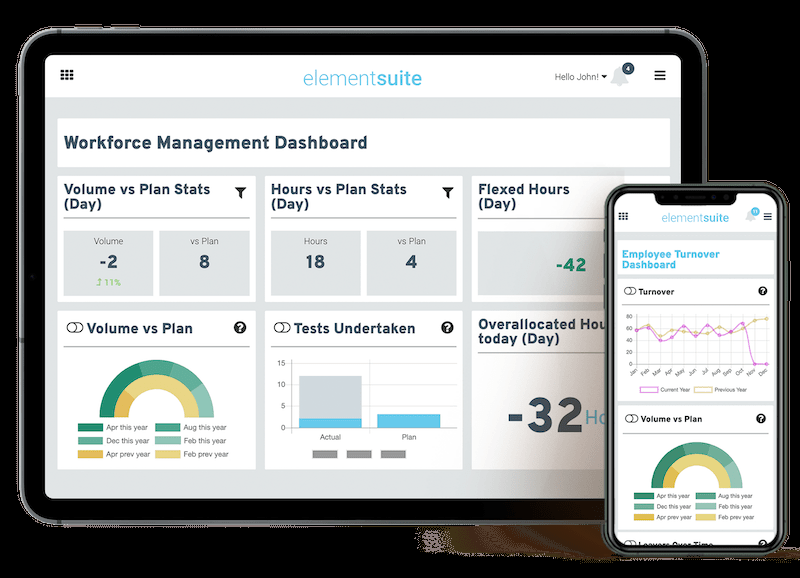 elementsuite
Hello John!
4
Workforce Management Dashboard
Volume vs Plan Stats
(Day)
Volume
-2
11%
vs Plan
8
Hours vs Plan Stats
(Day)
Hours
18
vs Plan
4
Flexed Hours
(Day)
-42
Volume vs Plan
?
Apr this year
Aug this year
Dec this year
Feb this year
Apr prev year
Feb prev year
Tests Undertaken
?
15
10
5
0
Actual
Plan
Overallocated Hou
today (Day)
-32
elementsuite
Employee Turnover
Dashboard
Turnover
?
80
60
40
20
0
Jan Feb Mar Apr May Jun Jul Aug Sep Oct Nov Dec
Current Year
Previous Year
Volume vs Plan
?
Apr this year
Aug this year
Dec this year
Feb this year
Apr prev year
Feb prev year
Leavers Over Time